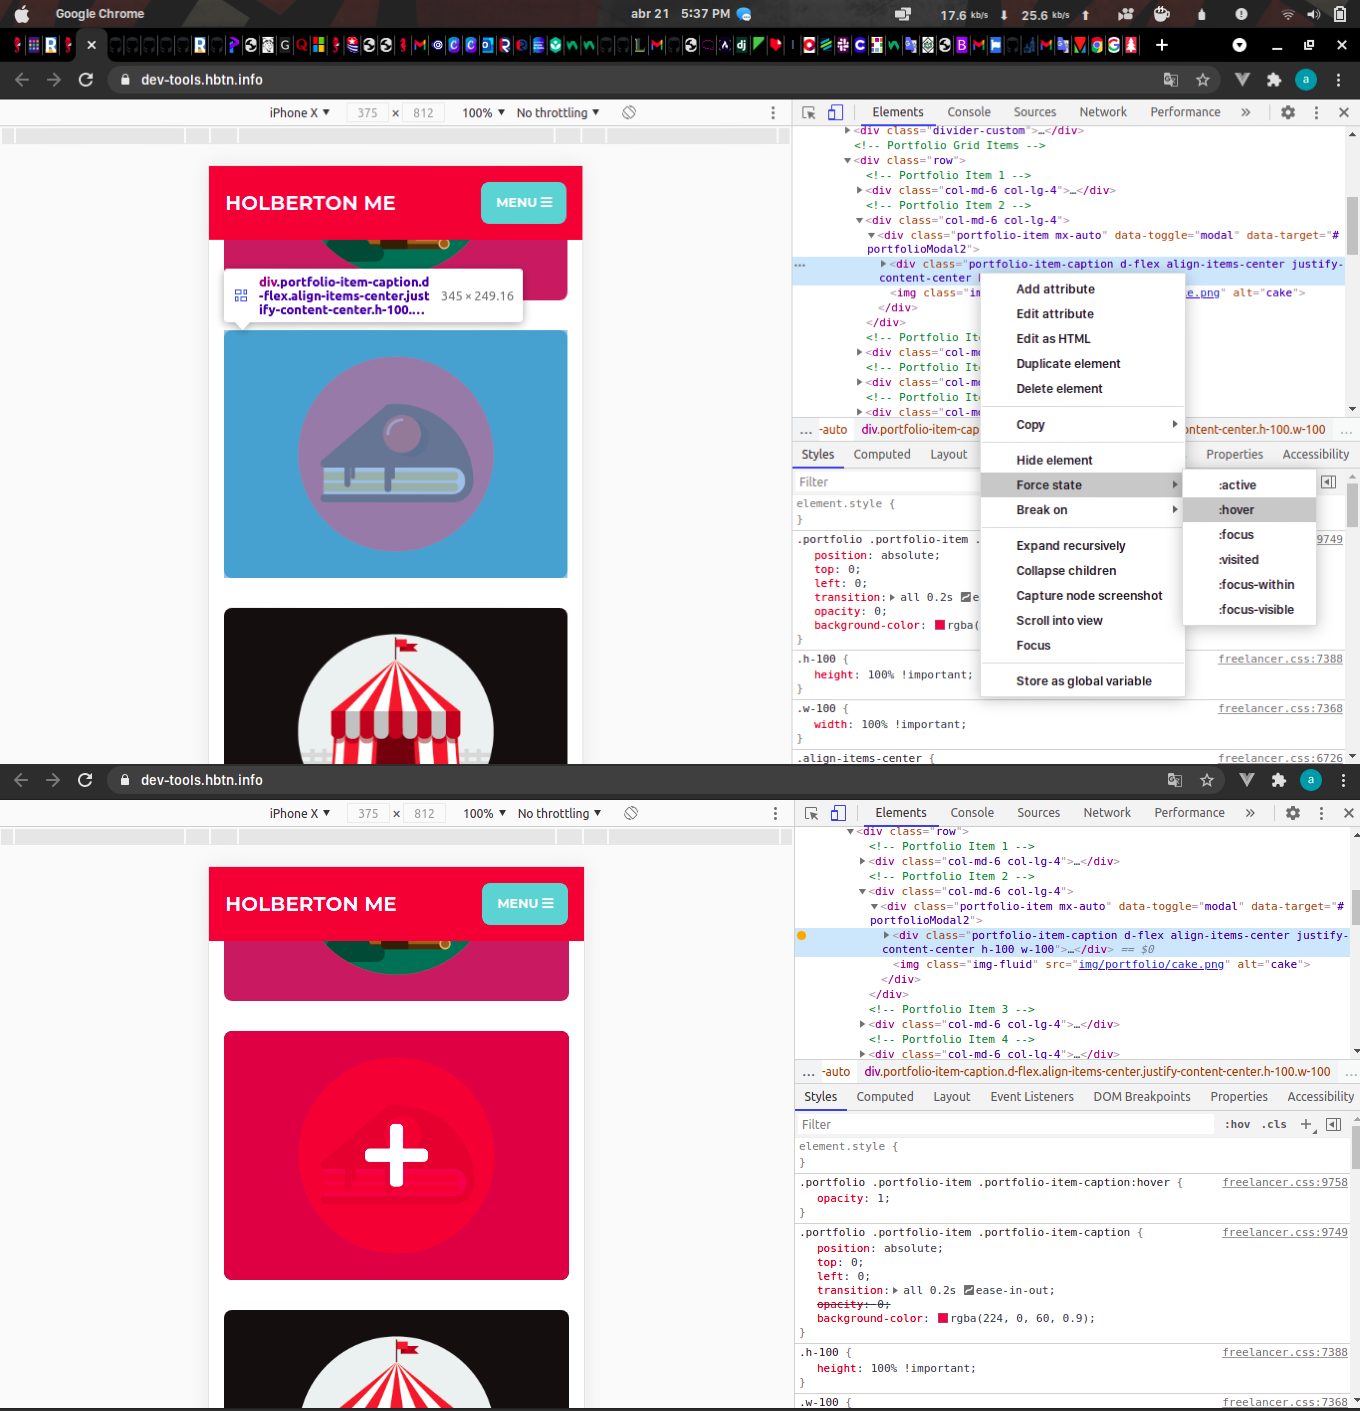 Google Chrome
abr 21 5:37 PM
17.6 kb/s ↓ 25.6 kb/s ↑
dev-tools.hbtn.info
a
iPhone X ▼ 375 × 812 100% ▼ No throttling ▼
Elements Console Sources Network Performance »
HOLBERTON ME
MENU ☰
div.portfolio-item-caption.d
-flex.align-items-center.just
ify-content-center.h-100.…
345 × 249.16
▶<div class="divider-custom">…</div>
<!-- Portfolio Grid Items -->
▼<div class="row">
<!-- Portfolio Item 1 -->
▶<div class="col-md-6 col-lg-4">…</div>
<!-- Portfolio Item 2 -->
▼<div class="col-md-6 col-lg-4">
▼<div class="portfolio-item mx-auto" data-toggle="modal" data-target="#
portfolioModal2">
▶<div class="portfolio-item-caption d-flex align-items-center justify-
content-center
<img class="im ke.png" alt="cake">
</div>
</div>
<!-- Portfolio It
▶<div class="col-md
<!-- Portfolio It
▶<div class="col-md
<!-- Portfolio It
▶<div class="col-md
… -auto div.portfolio-item-cap ntent-center.h-100.w-100 …
Styles Computed Layout Properties Accessibility
Filter
element.style {
}
.portfolio .portfolio-item . 9749
position: absolute;
top: 0;
left: 0;
transition:▶ all 0.2s e
opacity: 0;
background-color: rgba(
}
.h-100 { freelancer.css:7388
height: 100% !important;
}
.w-100 { freelancer.css:7368
width: 100% !important;
}
.align-items-center { freelancer.css:6726
Add attribute
Edit attribute
Edit as HTML
Duplicate element
Delete element
Copy
Hide element
Force state
Break on
Expand recursively
Collapse children
Capture node screenshot
Scroll into view
Focus
Store as global variable
:active
:hover
:focus
:visited
:focus-within
:focus-visible
dev-tools.hbtn.info
a
iPhone X ▼ 375 × 812 100% ▼ No throttling ▼
Elements Console Sources Network Performance »
HOLBERTON ME
MENU ☰
▼<div class="row">
<!-- Portfolio Item 1 -->
▶<div class="col-md-6 col-lg-4">…</div>
<!-- Portfolio Item 2 -->
▼<div class="col-md-6 col-lg-4">
▼<div class="portfolio-item mx-auto" data-toggle="modal" data-target="#
portfolioModal2">
▶<div class="portfolio-item-caption d-flex align-items-center justify-
content-center h-100 w-100">…</div> == $0
<img class="img-fluid" src="img/portfolio/cake.png" alt="cake">
</div>
</div>
<!-- Portfolio Item 3 -->
▶<div class="col-md-6 col-lg-4">…</div>
<!-- Portfolio Item 4 -->
▶<div class="col-md-6 col-lg-4">…</div>
… -auto div.portfolio-item-caption.d-flex.align-items-center.justify-content-center.h-100.w-100 …
Styles Computed Layout Event Listeners DOM Breakpoints Properties Accessibility
Filter :hov .cls +
element.style {
}
.portfolio .portfolio-item .portfolio-item-caption:hover { freelancer.css:9758
opacity: 1;
}
.portfolio .portfolio-item .portfolio-item-caption { freelancer.css:9749
position: absolute;
top: 0;
left: 0;
transition:▶ all 0.2s ease-in-out;
opacity: 0;
background-color: rgba(224, 0, 60, 0.9);
}
.h-100 { freelancer.css:7388
height: 100% !important;
}
.w-100 { freelancer.css:7368